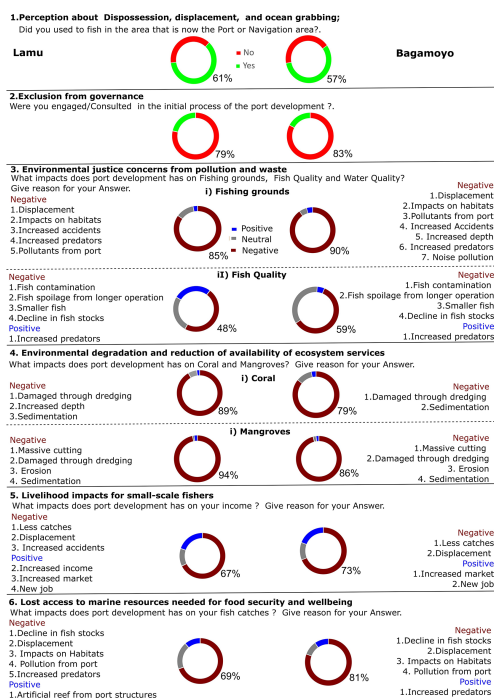 1.Perception about  Dispossession, displacement,  and ocean grabbing;
Did you used to fish in the area that is now the Port or Navigation area?.
Lamu
No
Yes
Bagamoyo
61%
57%
2.Exclusion from governance
Were you engaged/Consulted  in the initial process of the port development ?.
79%
83%
3. Environmental justice concerns from pollution and waste
What impacts does port development has on Fishing grounds,  Fish Quality and Water Quality?
Give reason for your Answer.
i) Fishing grounds
Negative
1.Displacement
2.Impacts on habitats
3.Increased accidents
4.Increased predators
5.Pollutants from port
85%
Positive
Neutral
Negative
90%
Negative
1.Displacement
2.Impacts on habitats
3.Pollutants from port
4. Increased Accidents
5. Increased depth
6. Increased predators
7. Noise pollution
iI) Fish Quality
Negative
1.Fish contamination
2.Fish spoilage from longer operation
3.Smaller fish
4.Decline in fish stocks
Positive
1.Increased predators
48%
59%
Negative
1.Fish contamination
2.Fish spoilage from longer operation
3.Smaller fish
4.Decline in fish stocks
Positive
1.Increased predators
4. Environmental degradation and reduction of availability of ecosystem services
What impacts does port development has on Coral and Mangroves?  Give reason for your Answer.
i) Coral
Negative
1.Damaged through dredging
2.Increased depth
3.Sedimentation
89%
79%
Negative
1.Damaged through dredging
2.Sedimentation
i) Mangroves
Negative
1.Massive cutting
2.Damaged through dredging
3. Erosion
4. Sedimentation
94%
86%
Negative
1.Massive cutting
2.Damaged through dredging
3. Erosion
4. Sedimentation
5. Livelihood impacts for small-scale fishers
What impacts does port development has on your income ?  Give reason for your Answer.
Negative
1.Less catches
2.Displacement
3. Increased accidents
Positive
2.Increased income
3.Increased market
4.New job
67%
73%
Negative
1.Less catches
2.Displacement
Positive
1.Increased market
2.New job
6. Lost access to marine resources needed for food security and wellbeing
What impacts does port development has on your fish catches ?  Give reason for your Answer.
Negative
1.Decline in fish stocks
2.Displacement
3. Impacts on Habitats
4. Pollution from port
5.Increased predators
Positive
1.Artificial reef from port structures
69%
81%
Negative
1.Decline in fish stocks
2.Displacement
3. Impacts on Habitats
4. Pollution from port
Positive
1.Increased predators